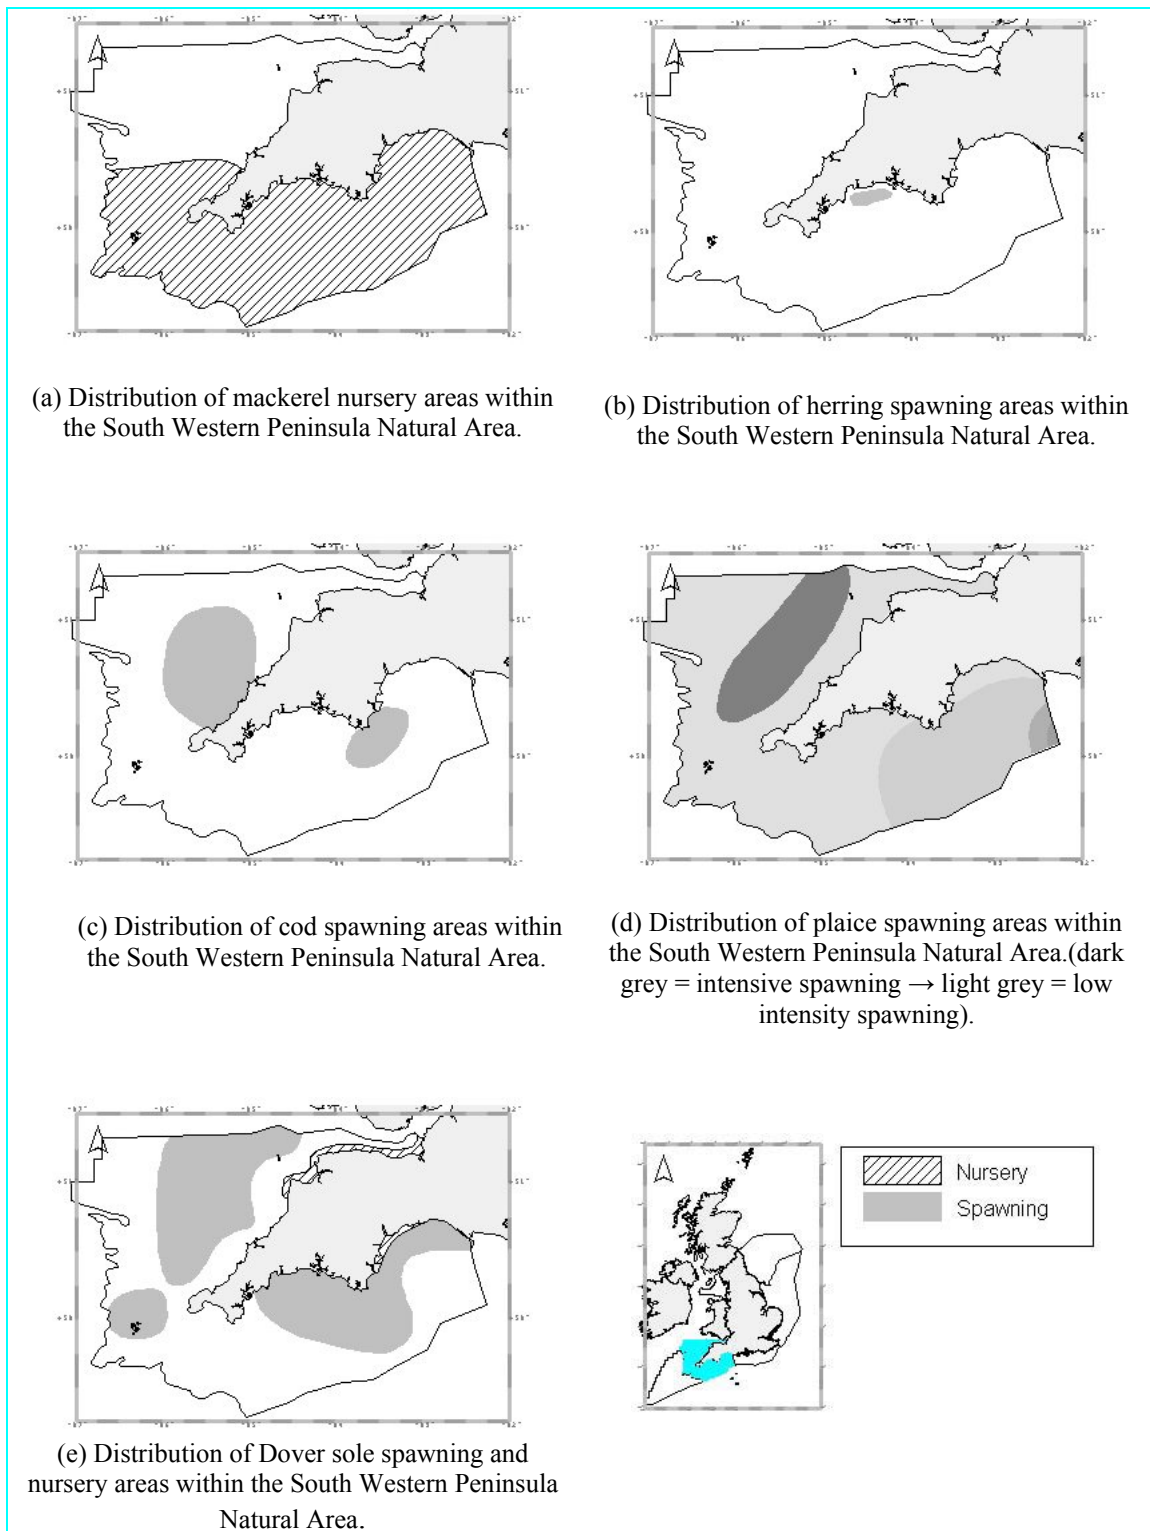 (a) Distribution of mackerel nursery areas within
the South Western Peninsula Natural Area.
(b) Distribution of herring spawning areas within
the South Western Peninsula Natural Area.
(c) Distribution of cod spawning areas within
the South Western Peninsula Natural Area.
(d) Distribution of plaice spawning areas within
the South Western Peninsula Natural Area.(dark
grey = intensive spawning → light grey = low
intensity spawning).
Nursery
Spawning
(e) Distribution of Dover sole spawning and
nursery areas within the South Western Peninsula
Natural Area.